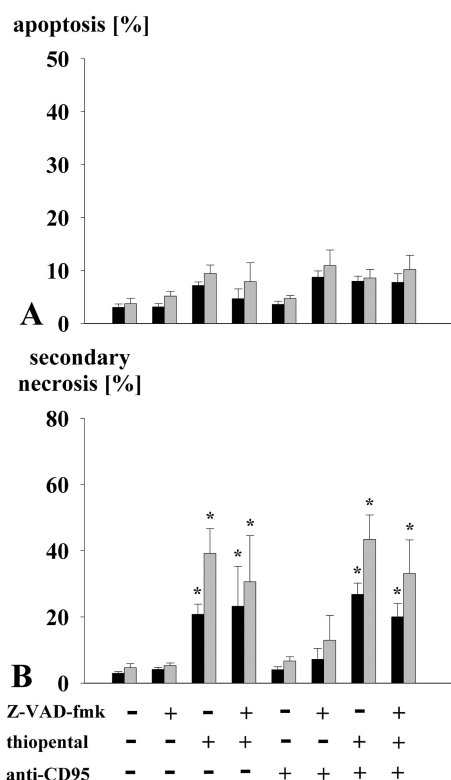 apoptosis [%]
50
40
30
20
10
0
A
secondary
necrosis [%]
80
60
40
20
0
B
* * * * * * * *
Z-VAD-fmk - + - + - + - +
thiopental - - + + - - + +
anti-CD95 - - - - + + + +